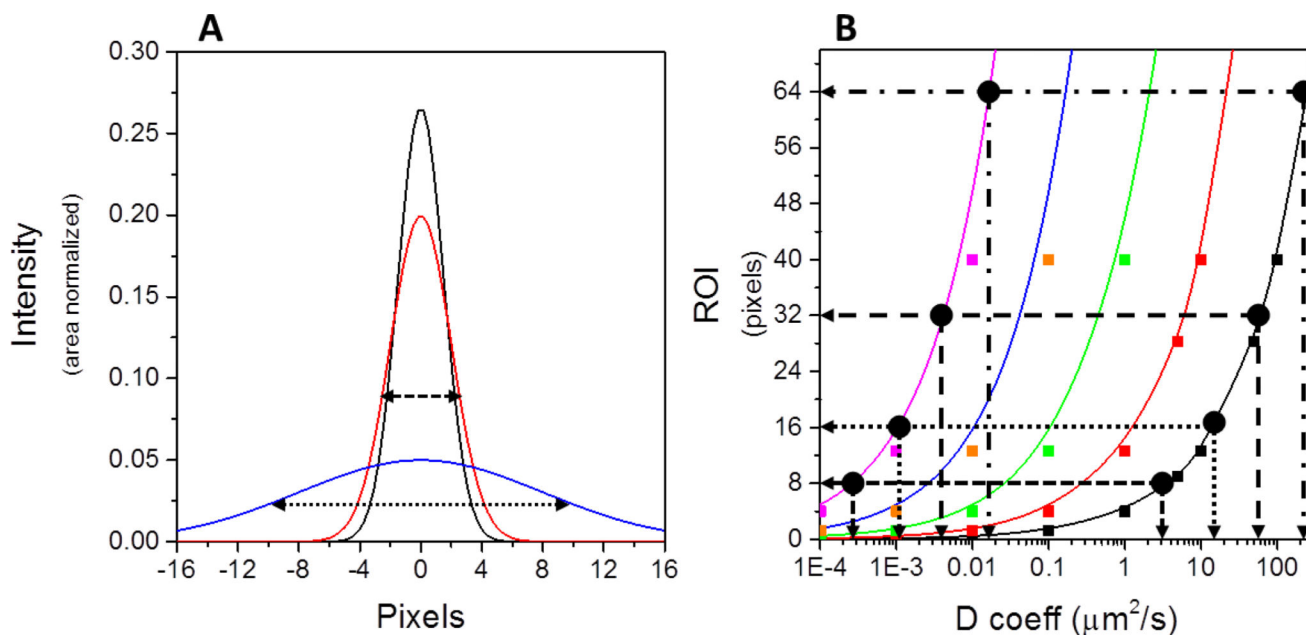 A
0.30
0.25
0.20
0.15
0.10
0.05
0.00
Intensity
(area normalized)
-16 -12 -8 -4 0 4 8 12 16
Pixels
B
64
56
48
40
32
24
16
8
0
ROI
(pixels)
1E-4 1E-3 0.01 0.1 1 10 100
D coeff (μm²/s)